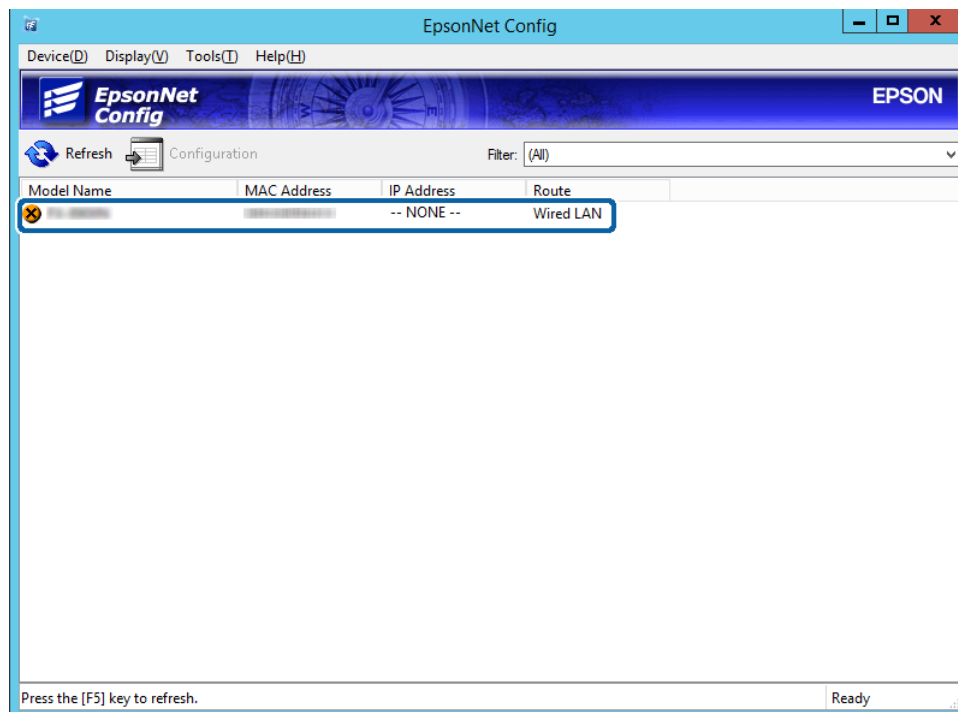 EpsonNet Config
Device(D) Display(V) Tools(T) Help(H)
EpsonNet
Config
EPSON
Refresh Configuration Filter: (All)
Model Name MAC Address IP Address Route
-- NONE -- Wired LAN
Press the [F5] key to refresh. Ready